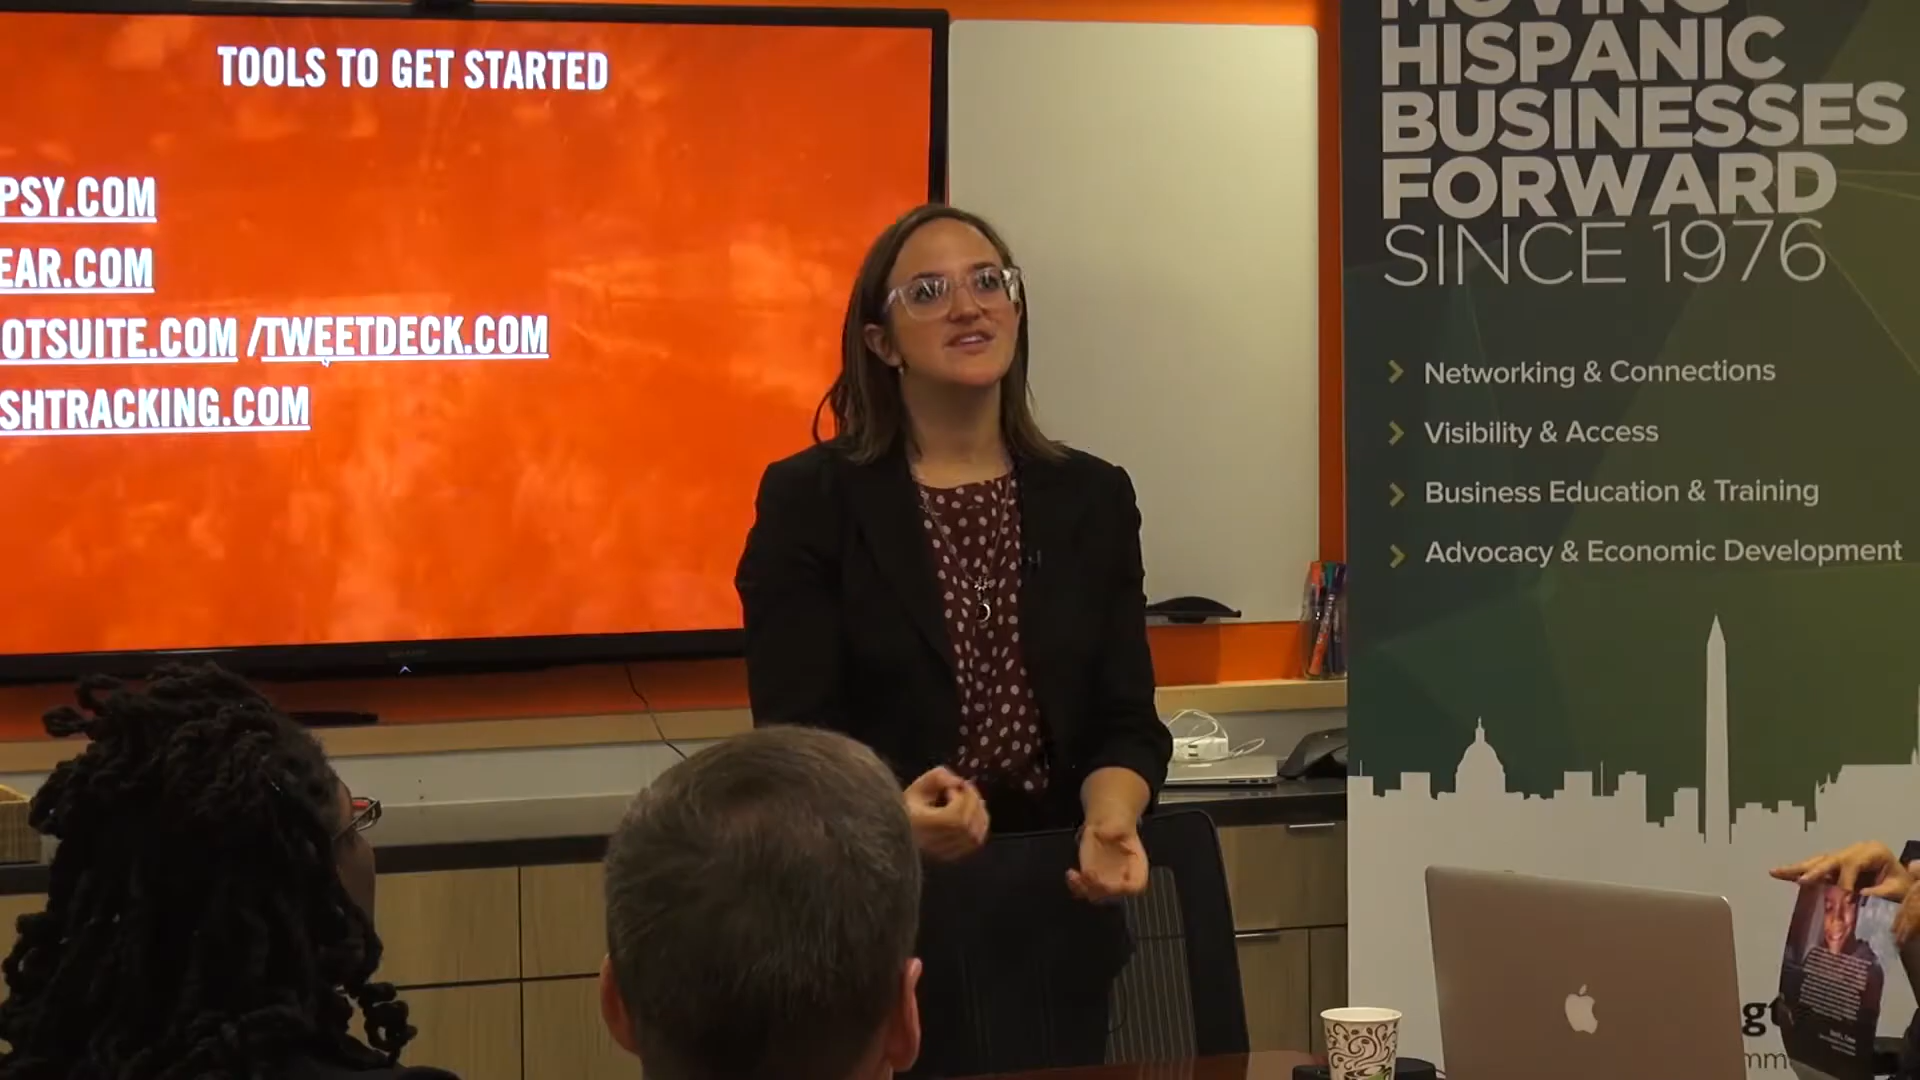 TOOLS TO GET STARTED
PSY.COM
EAR.COM
OTSUITE.COM /TWEETDECK.COM
SHTRACKING.COM
MOVING
HISPANIC
BUSINESSES
FORWARD
SINCE 1976
Networking & Connections
Visibility & Access
Business Education & Training
Advocacy & Economic Development